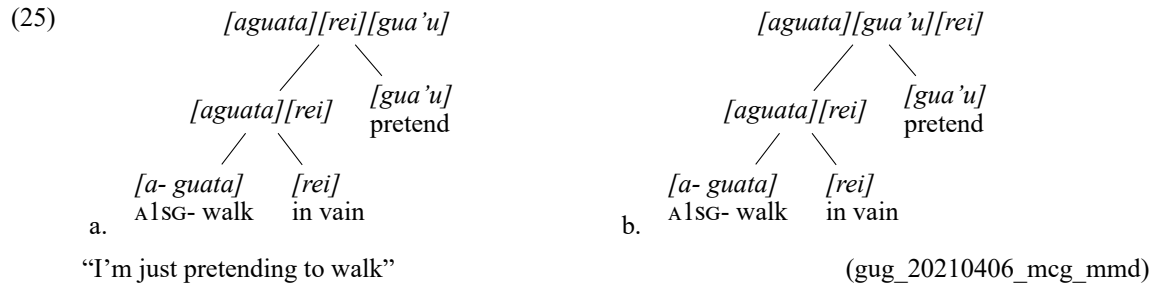 (25) [aguata][rei][gua'u] [aguata][gua'u][rei]
[aguata][rei] [gua'u] [aguata][rei] [gua'u]
pretend pretend
[a- guata] [rei] [a- guata] [rei]
a. A1SG- walk in vain b. A1SG- walk in vain
“I'm just pretending to walk” (gug_20210406_mcg_mmd)